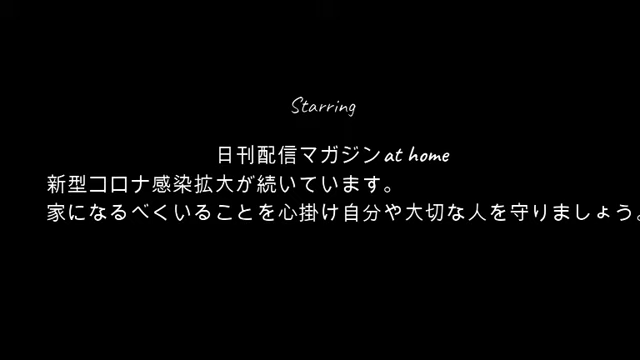 Starring
日刊配信マガジンat home
新型コロナ感染拡大が続いています。
家になるべくいることを心掛け自分や大切な人を守りましょう。